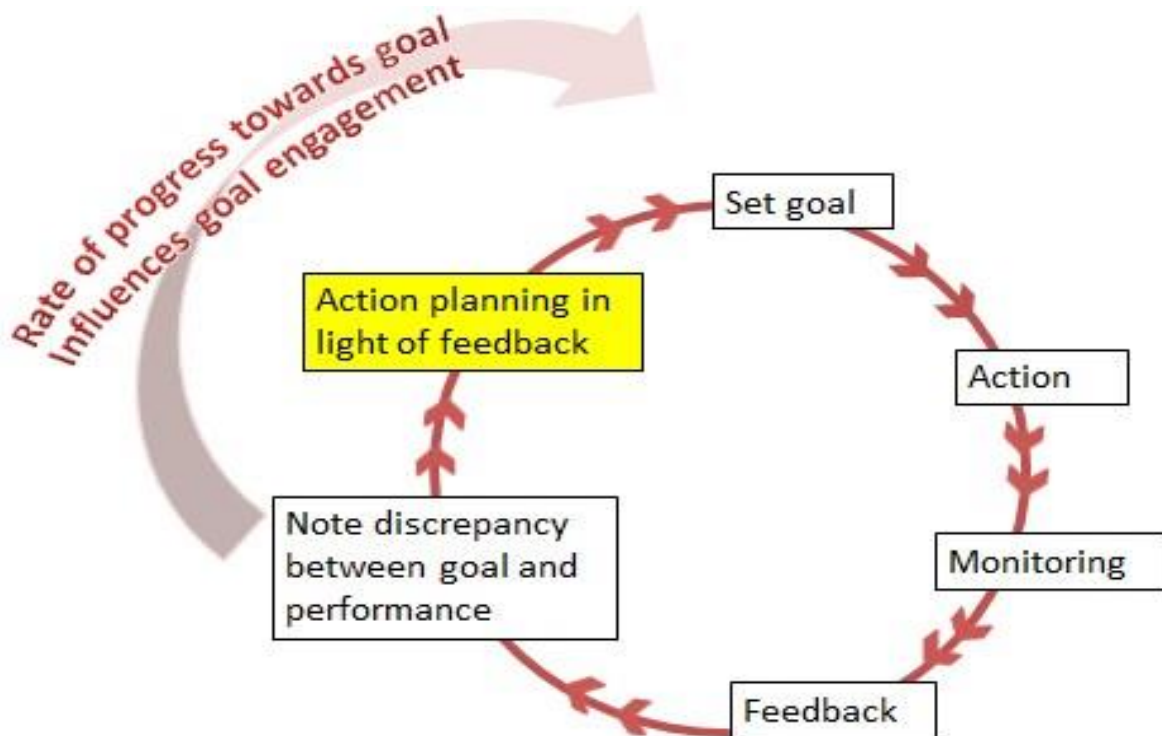 Rate of progress towards goal
Influences goal engagement
Set goal
Action planning in
light of feedback
Action
Note discrepancy
between goal and
performance
Monitoring
Feedback